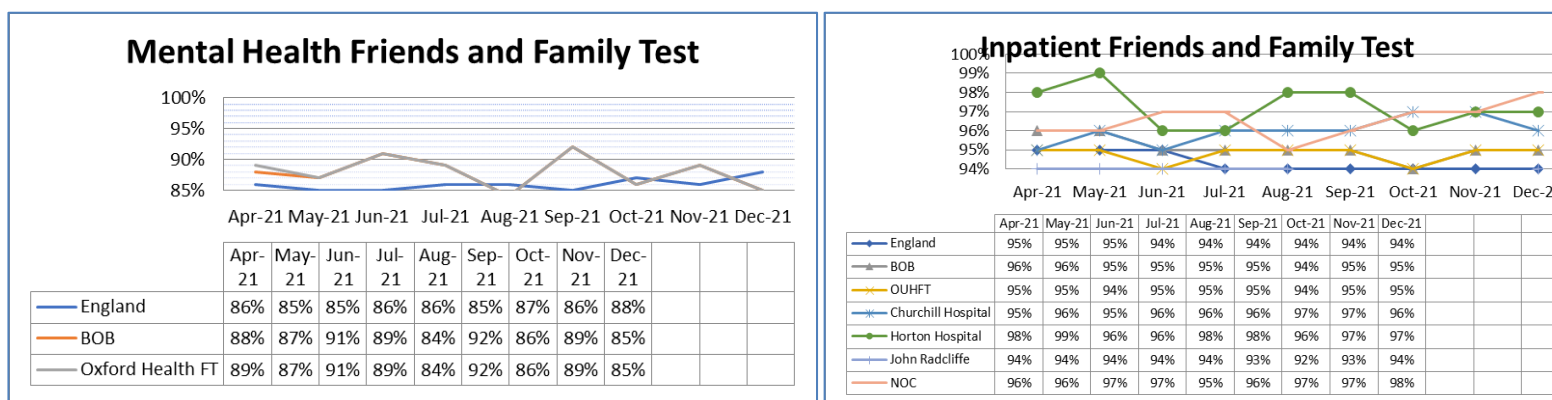 Mental Health Friends and Family Test
100%
95%
90%
85%
Apr-21 May-21 Jun-21 Jul-21 Aug-21 Sep-21 Oct-21 Nov-21 Dec-21
Apr-21 May-21 Jun-21 Jul-21 Aug-21 Sep-21 Oct-21 Nov-21 Dec-21
England 86% 85% 85% 86% 86% 85% 87% 86% 88%
BOB 88% 87% 91% 89% 84% 92% 86% 89% 85%
Oxford Health FT 89% 87% 91% 89% 84% 92% 86% 89% 85%
Inpatient Friends and Family Test
100%
99%
98%
97%
96%
95%
94%
Apr-21 May-21 Jun-21 Jul-21 Aug-21 Sep-21 Oct-21 Nov-21 Dec-2
Apr-21 May-21 Jun-21 Jul-21 Aug-21 Sep-21 Oct-21 Nov-21 Dec-21
England 95% 95% 95% 94% 94% 94% 94% 94% 94%
BOB 96% 96% 95% 95% 95% 95% 94% 95% 95%
OUHFT 95% 95% 94% 95% 95% 95% 94% 95% 95%
Churchill Hospital 95% 96% 95% 96% 96% 96% 97% 97% 96%
Horton Hospital 98% 99% 96% 96% 98% 98% 96% 97% 97%
John Radcliffe 94% 94% 94% 94% 94% 93% 92% 93% 94%
NOC 96% 96% 97% 97% 95% 96% 97% 97% 98%